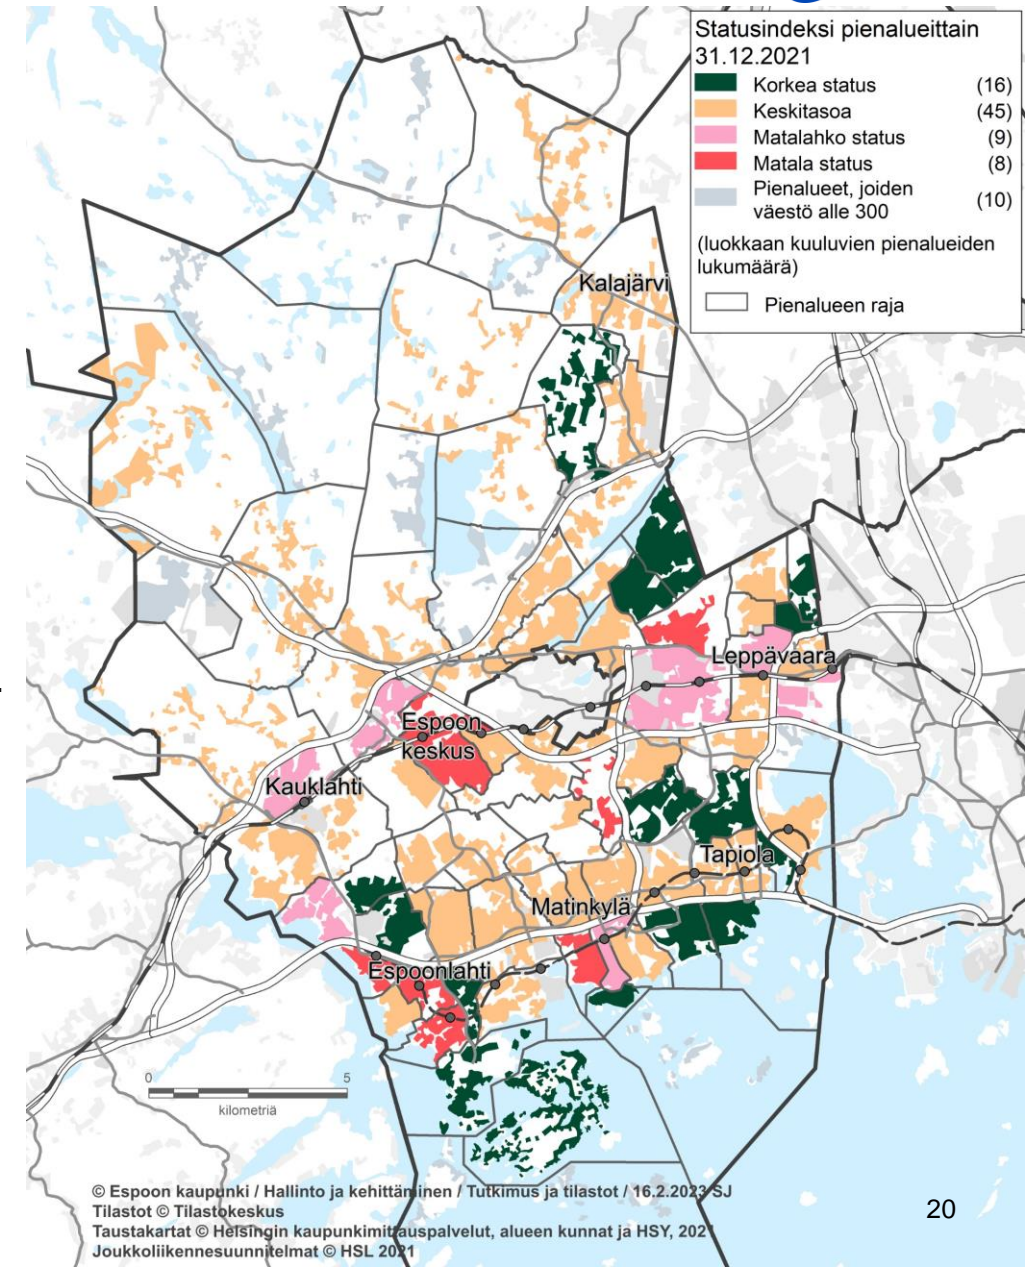 Statusindeksi pienalueittain
31.12.2021
Korkea status (16)
Keskitasoa (45)
Matalahko status (9)
Matala status (8)
Pienalueet, joiden
väestö alle 300 (10)
(luokkaan kuuluvien pienalueiden
lukumäärä)
Pienalueen raja
Kalajärvi
Leppävaara
Espoon
keskus
Kauklahti
Tapiola
Matinkylä
Espoonlahti
0 5
kilometriä
© Espoon kaupunki / Hallinto ja kehittäminen / Tutkimus ja tilastot / 16.2.2023 SJ
Tilastot © Tilastokeskus
Taustakartat © Helsingin kaupunkimittauspalvelut, alueen kunnat ja HSY, 2021
Joukkoliikennesuunnitelmat © HSL 2021
20